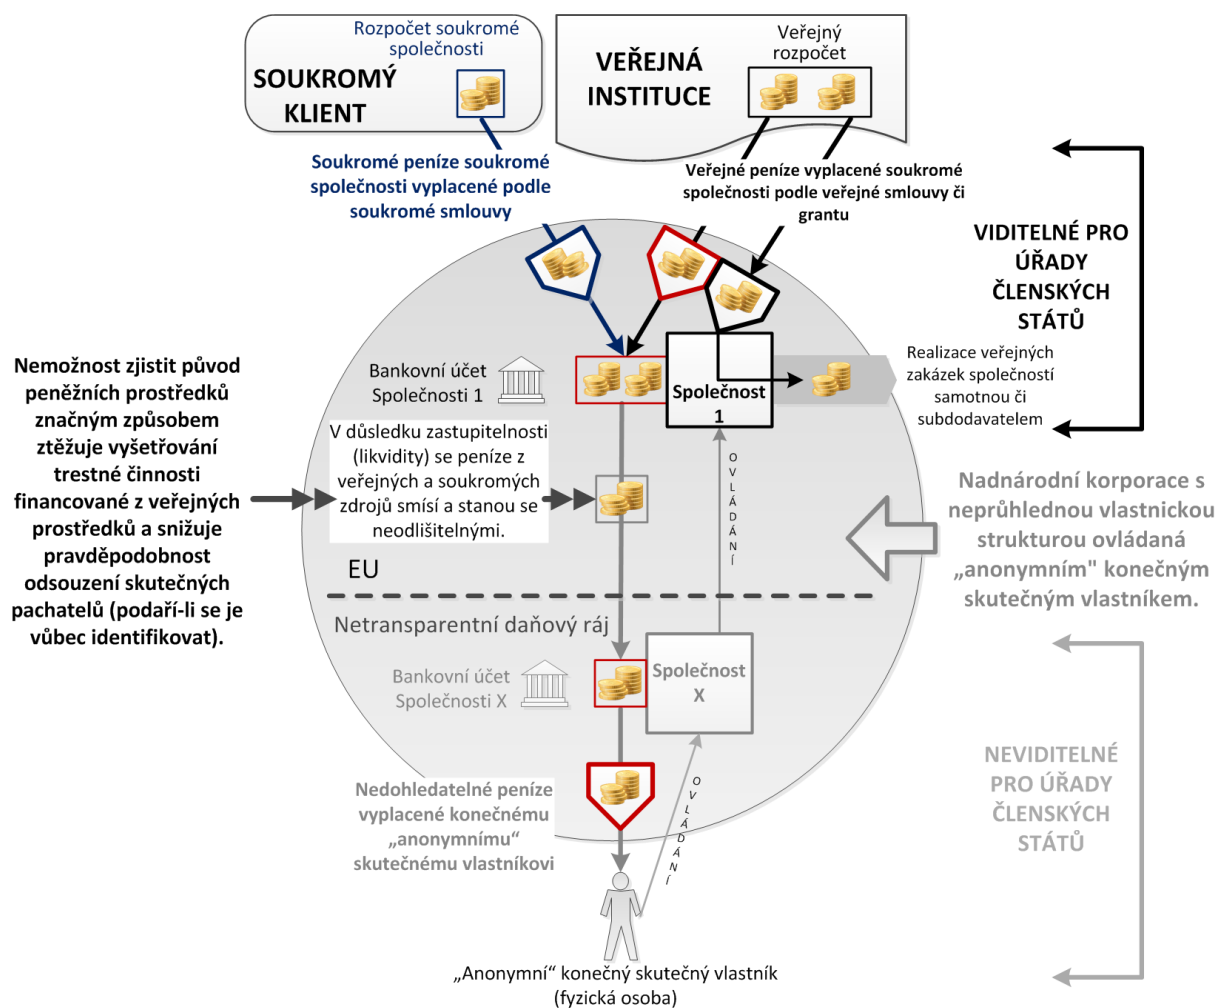 Rozpočet soukromé
společnosti
SOUKROMÝ
KLIENT
Veřejný
rozpočet
VEŘEJNÁ
INSTITUCE
Soukromé peníze soukromé
společnosti vyplacené podle
soukromé smlouvy
Veřejné peníze vyplacené soukromé
společnosti podle veřejné smlouvy či
grantu
VIDITELNÉ PRO
ÚŘADY
ČLENSKÝCH
STÁTŮ
Nemožnost zjistit původ
peněžních prostředků
značným způsobem
ztěžuje vyšetřování
trestné činnosti
financované z veřejných
prostředků a snižuje
pravděpodobnost
odsouzení skutečných
pachatelů (podaří-li se je
vůbec identifikovat).
Bankovní účet
Společnosti 1
Společnost
1
Realizace veřejných
zakázek společností
samotnou či
subdodavatelem
V důsledku zastupitelnosti
(likvidity) se peníze z
veřejných a soukromých
zdrojů smísí a stanou se
neodlišitelnými.
OVLÁDÁNÍ
Nadnárodní korporace s
neprůhlednou vlastnickou
strukturou ovládaná
„anonymním" konečným
skutečným vlastníkem.
EU
Netransparentní daňový ráj
Bankovní účet
Společnosti X
Společnost
X
OVLÁDÁNÍ
Nedohledatelné peníze
vyplacené konečnému
„anonymnímu“
skutečnému vlastníkovi
NEVIDITELNÉ
PRO ÚŘADY
ČLENSKÝCH
STÁTŮ
„Anonymní“ konečný skutečný vlastník
(fyzická osoba)